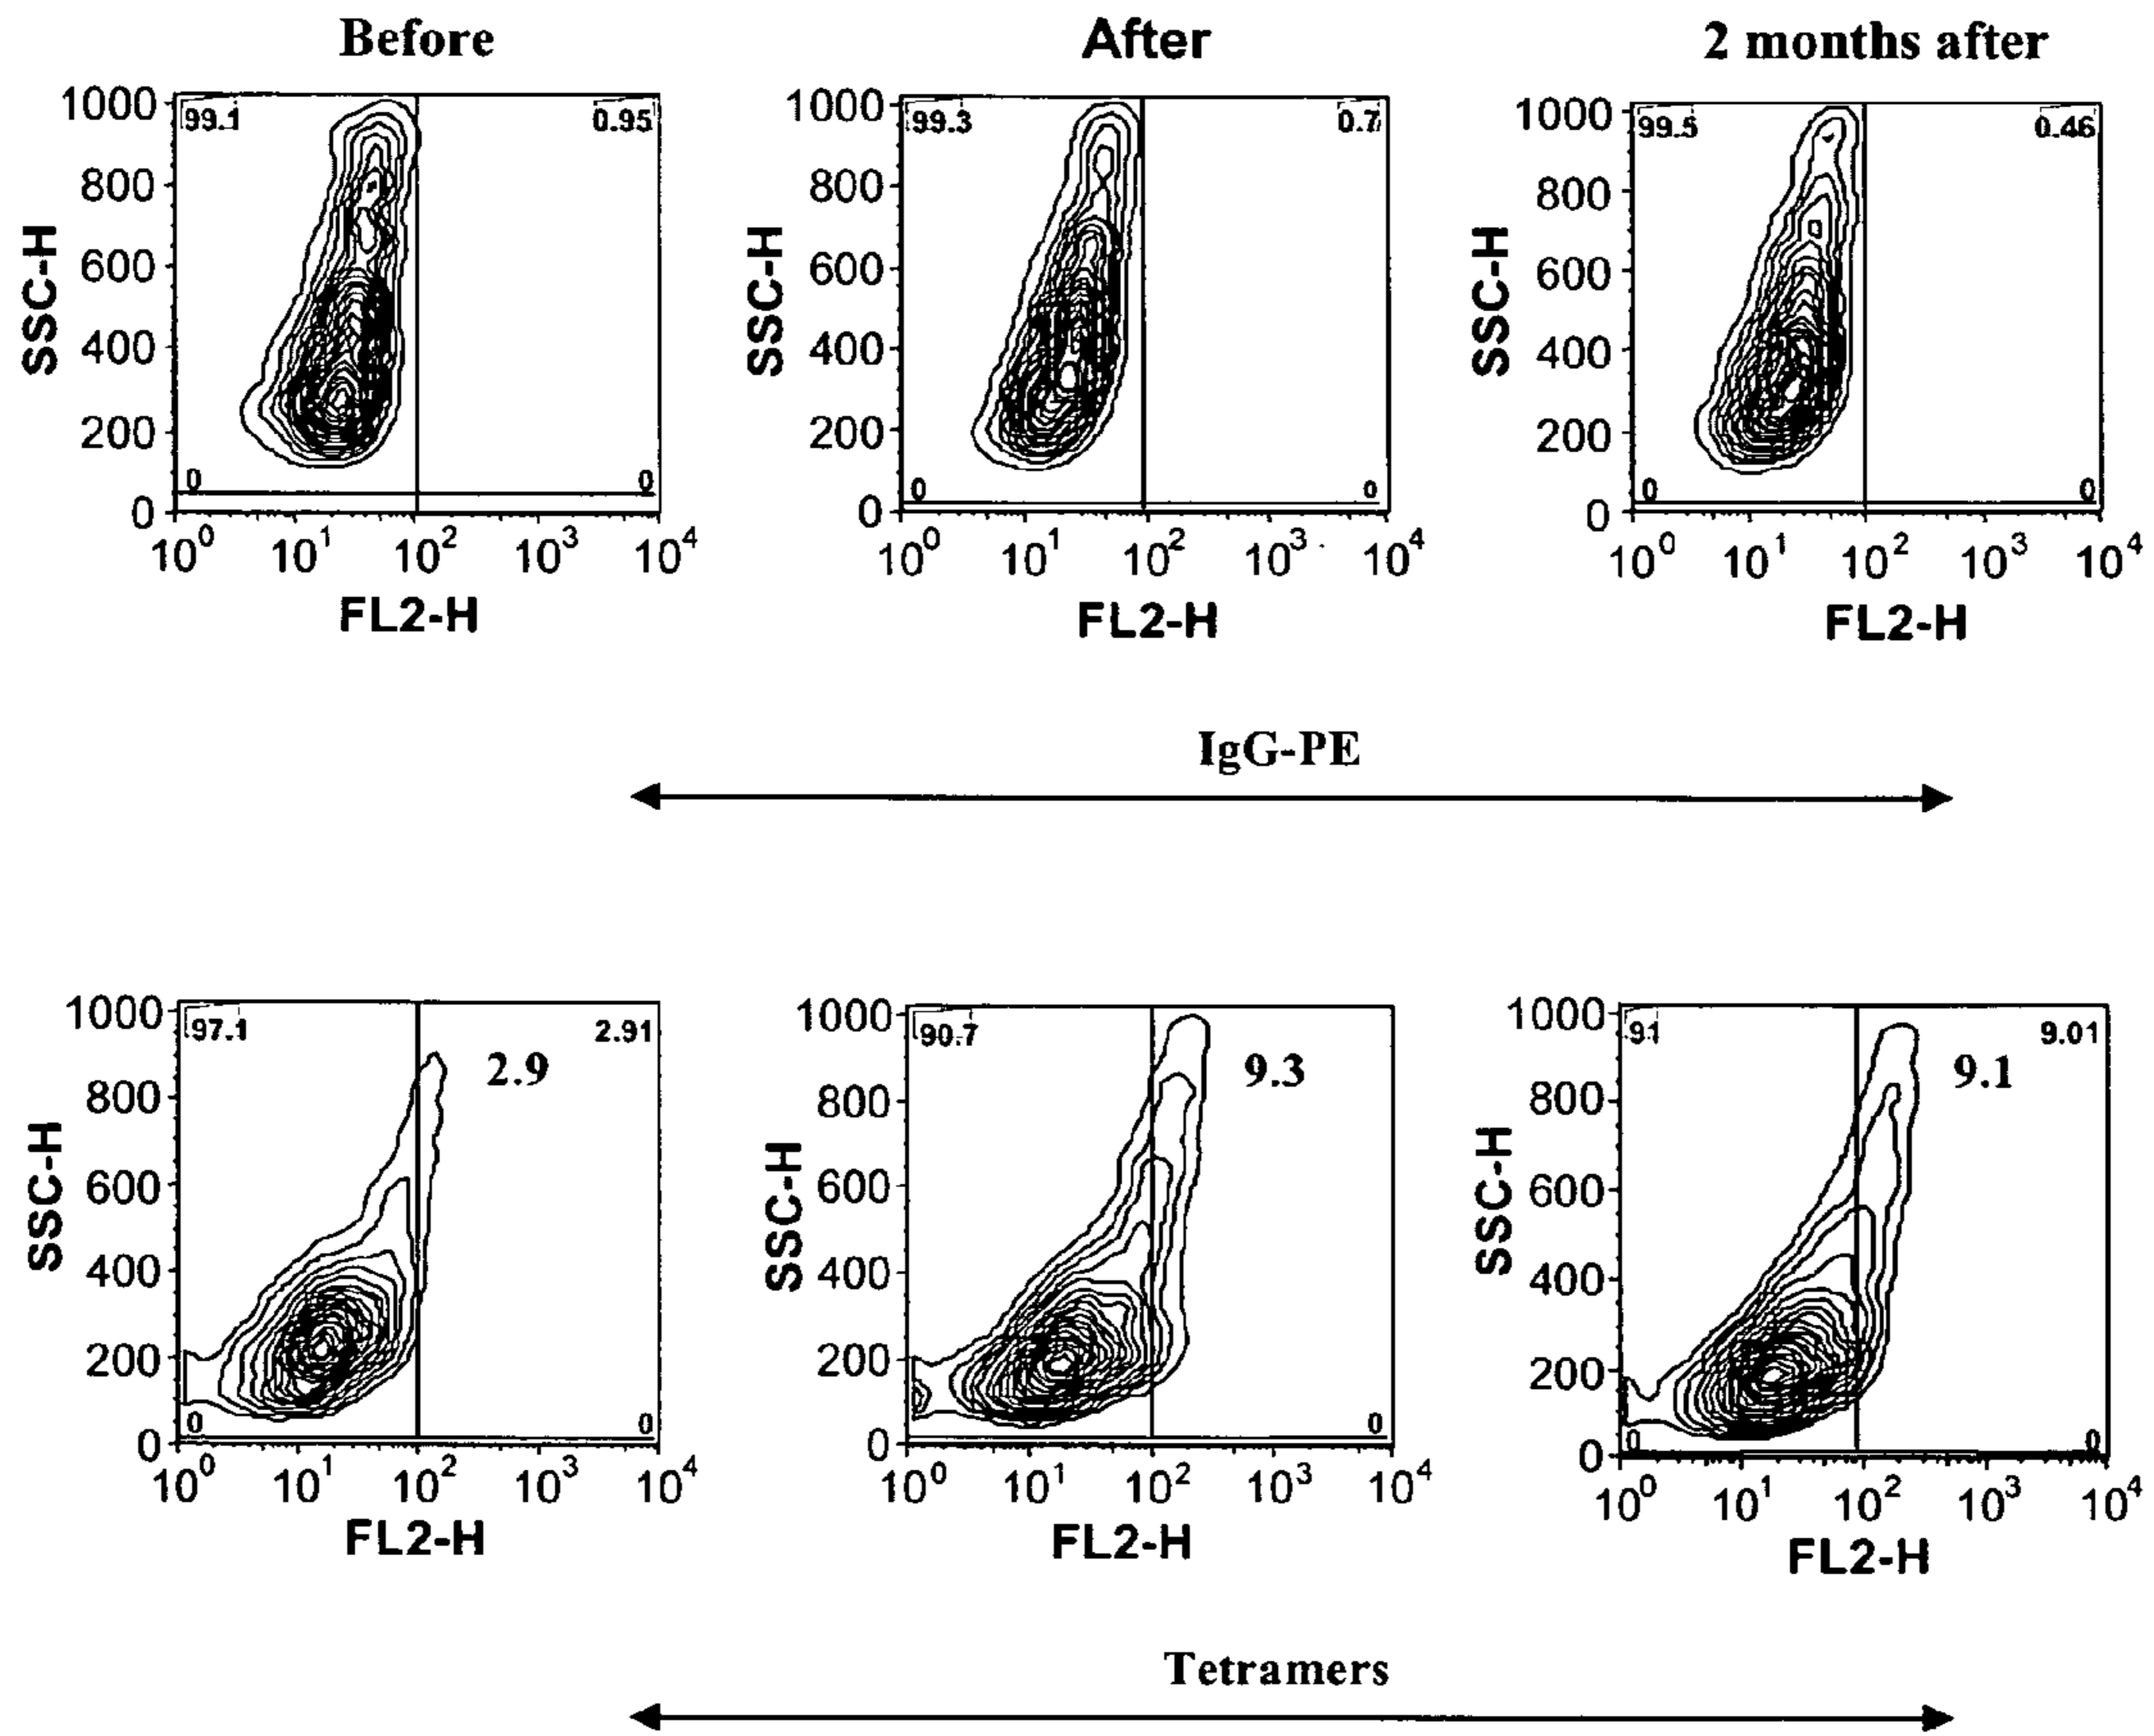 Before After 2 months after
99.1 0.95 99.3 0.7 99.5 0.46
1000 1000 1000
800 800 800
SSC-H SSC-H SSC-H
600 600 600
400 400 400
200 200 200
0 0 0 0 0 0
0 0 0
10^0 10^1 10^2 10^3 10^4 10^0 10^1 10^2 10^3 10^4 10^0 10^1 10^2 10^3 10^4
FL2-H FL2-H FL2-H
IgG-PE
97.1 2.91 90.7 91 9.01
2.9 9.3 9.1
1000 1000 1000
800 800 800
SSC-H SSC-H SSC-H
600 600 600
400 400 400
200 200 200
0 0 0 0 0
0 0 0
10^0 10^1 10^2 10^3 10^4 10^0 10^1 10^2 10^3 10^4 10^0 10^1 10^2 10^3 10^4
FL2-H FL2-H FL2-H
Tetramers